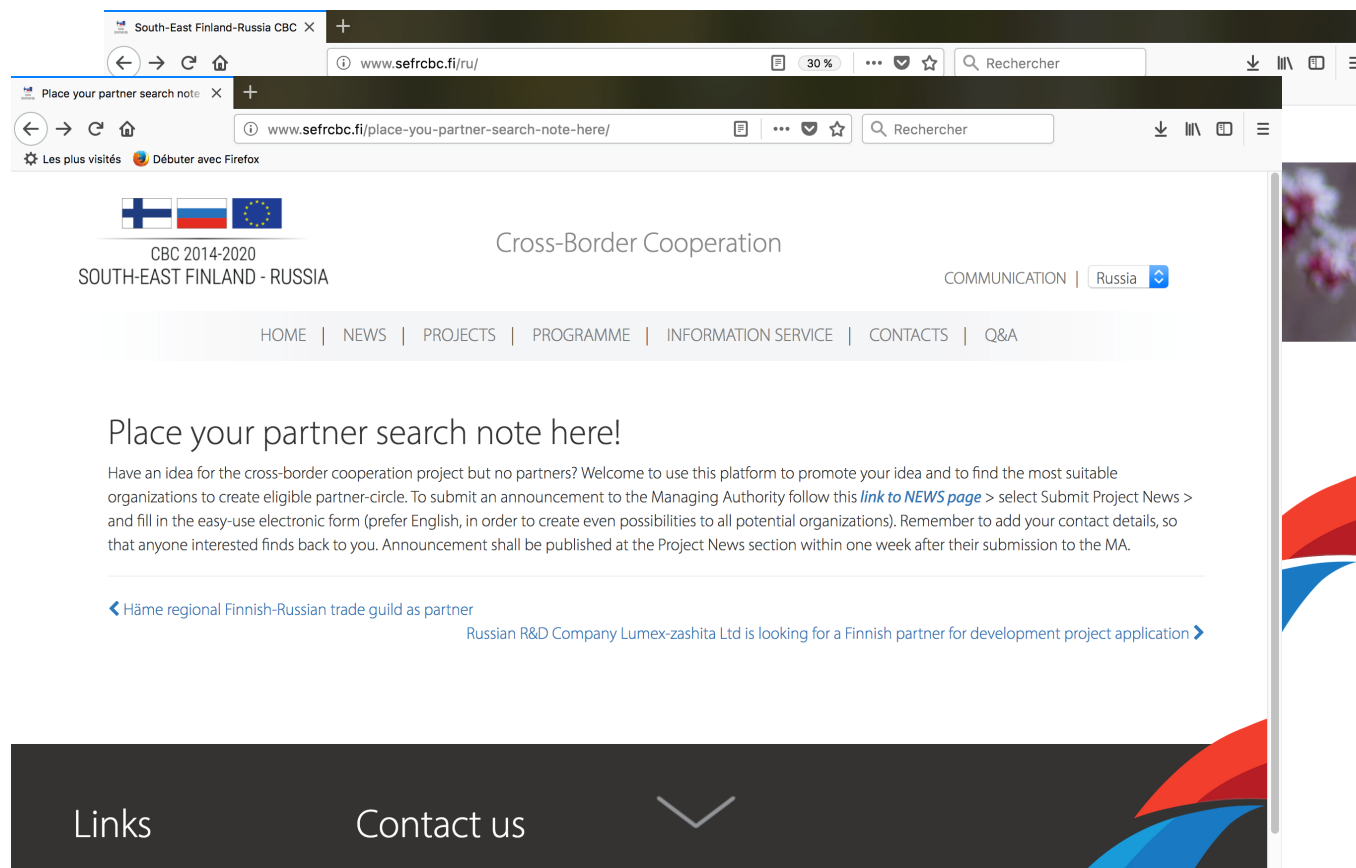 South-East Finland-Russia CBC
www.sefrcbc.fi/ru/
30 %
Rechercher
Place your partner search note
www.sefrcbc.fi/place-you-partner-search-note-here/
Rechercher
Les plus visités
Débuter avec Firefox
CBC 2014-2020
SOUTH-EAST FINLAND - RUSSIA
Cross-Border Cooperation
COMMUNICATION | Russia
HOME | NEWS | PROJECTS | PROGRAMME | INFORMATION SERVICE | CONTACTS | Q&A
Place your partner search note here!
Have an idea for the cross-border cooperation project but no partners? Welcome to use this platform to promote your idea and to find the most suitable
organizations to create eligible partner-circle. To submit an announcement to the Managing Authority follow this link to NEWS page > select Submit Project News >
and fill in the easy-use electronic form (prefer English, in order to create even possibilities to all potential organizations). Remember to add your contact details, so
that anyone interested finds back to you. Announcement shall be published at the Project News section within one week after their submission to the MA.
Häme regional Finnish-Russian trade guild as partner
Russian R&D Company Lumex-zashita Ltd is looking for a Finnish partner for development project application
Links
Contact us